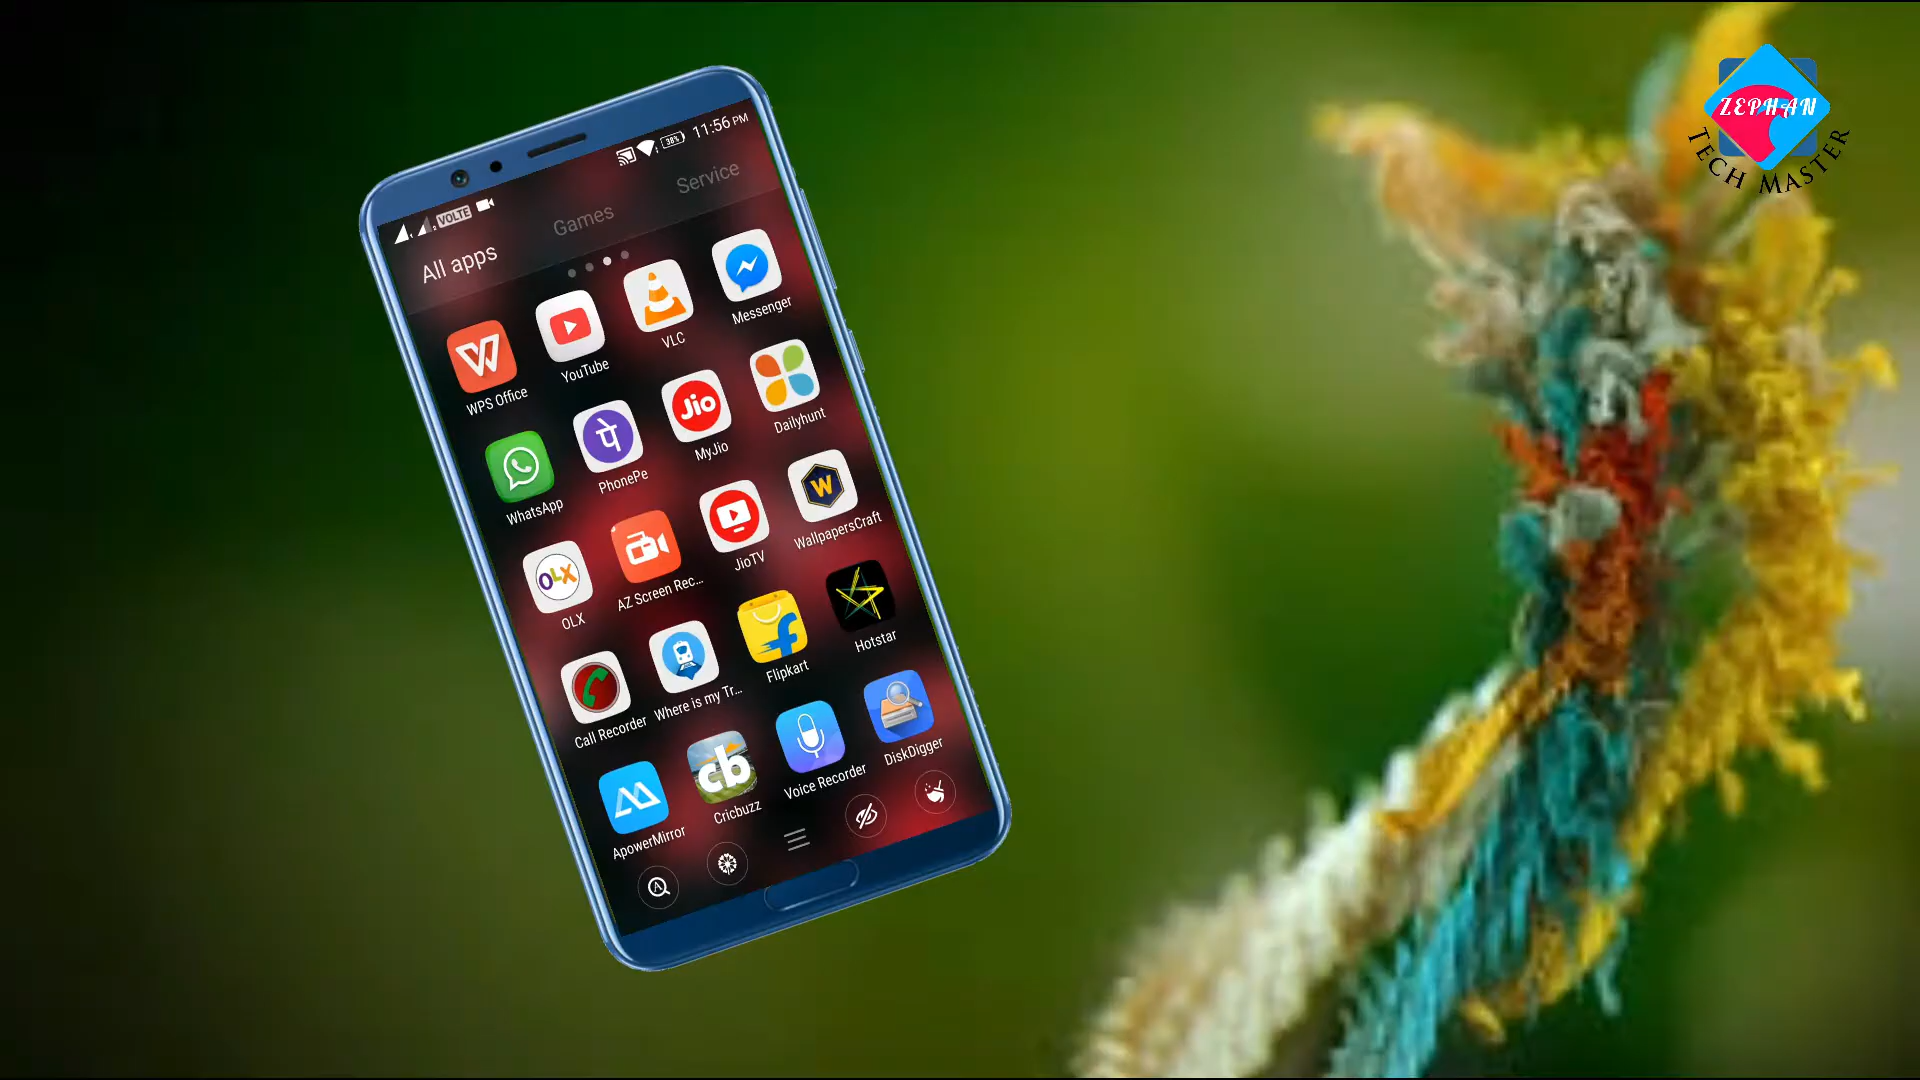 ZEPHAN
TECH MASTER
VOLTE
38%
11:56 PM
All apps
Games
Service
WPS Office
YouTube
VLC
Messenger
WhatsApp
PhonePe
MyJio
Dailyhunt
OLX
AZ Screen Rec...
JioTV
WallpapersCraft
Call Recorder
Where is my Tr...
Flipkart
Hotstar
ApowerMirror
Cricbuzz
Voice Recorder
DiskDigger
W
पे
Jio
W
OLX
f
cb
A